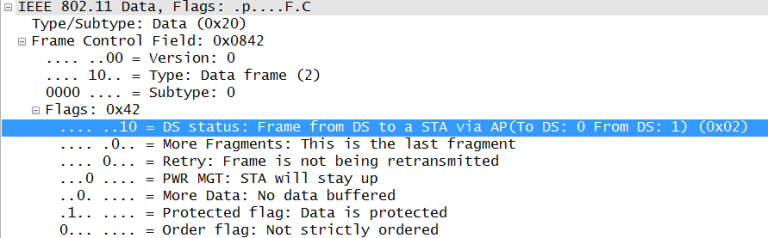 IEEE 802.11 Data, Flags: .p....F.C
Type/Subtype: Data (0x20)
Frame Control Field: 0x0842
.... ..00 = Version: 0
.... 10.. = Type: Data frame (2)
0000 .... = Subtype: 0
Flags: 0x42
.... ..10 = DS status: Frame from DS to a STA via AP(To DS: 0 From DS: 1) (0x02)
.... .0.. = More Fragments: This is the last fragment
.... 0... = Retry: Frame is not being retransmitted
...0 .... = PWR MGT: STA will stay up
..0. .... = More Data: No data buffered
.1.. .... = Protected flag: Data is protected
0... .... = Order flag: Not strictly ordered